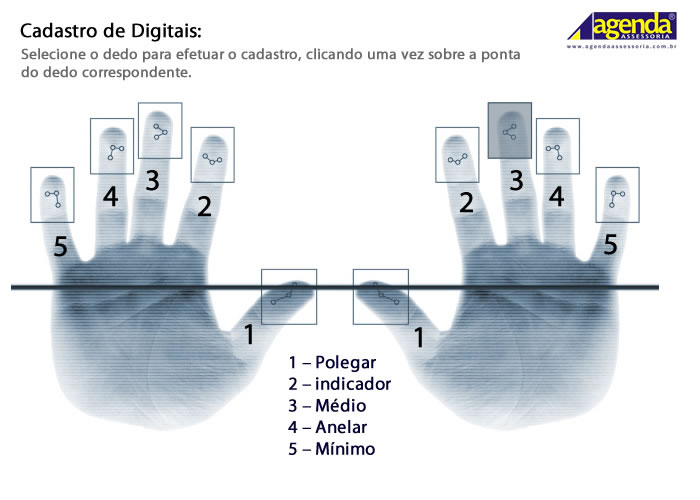 Cadastro de Digitais:
agenda
ASSESSORIA
www.agendaassessoria.com.br
Selecione o dedo para efetuar o cadastro, clicando uma vez sobre a ponta
do dedo correspondente.
5
4
3
2
1
2
3
4
5
1
1 – Polegar
2 – indicador
3 – Médio
4 – Anelar
5 – Mínimo